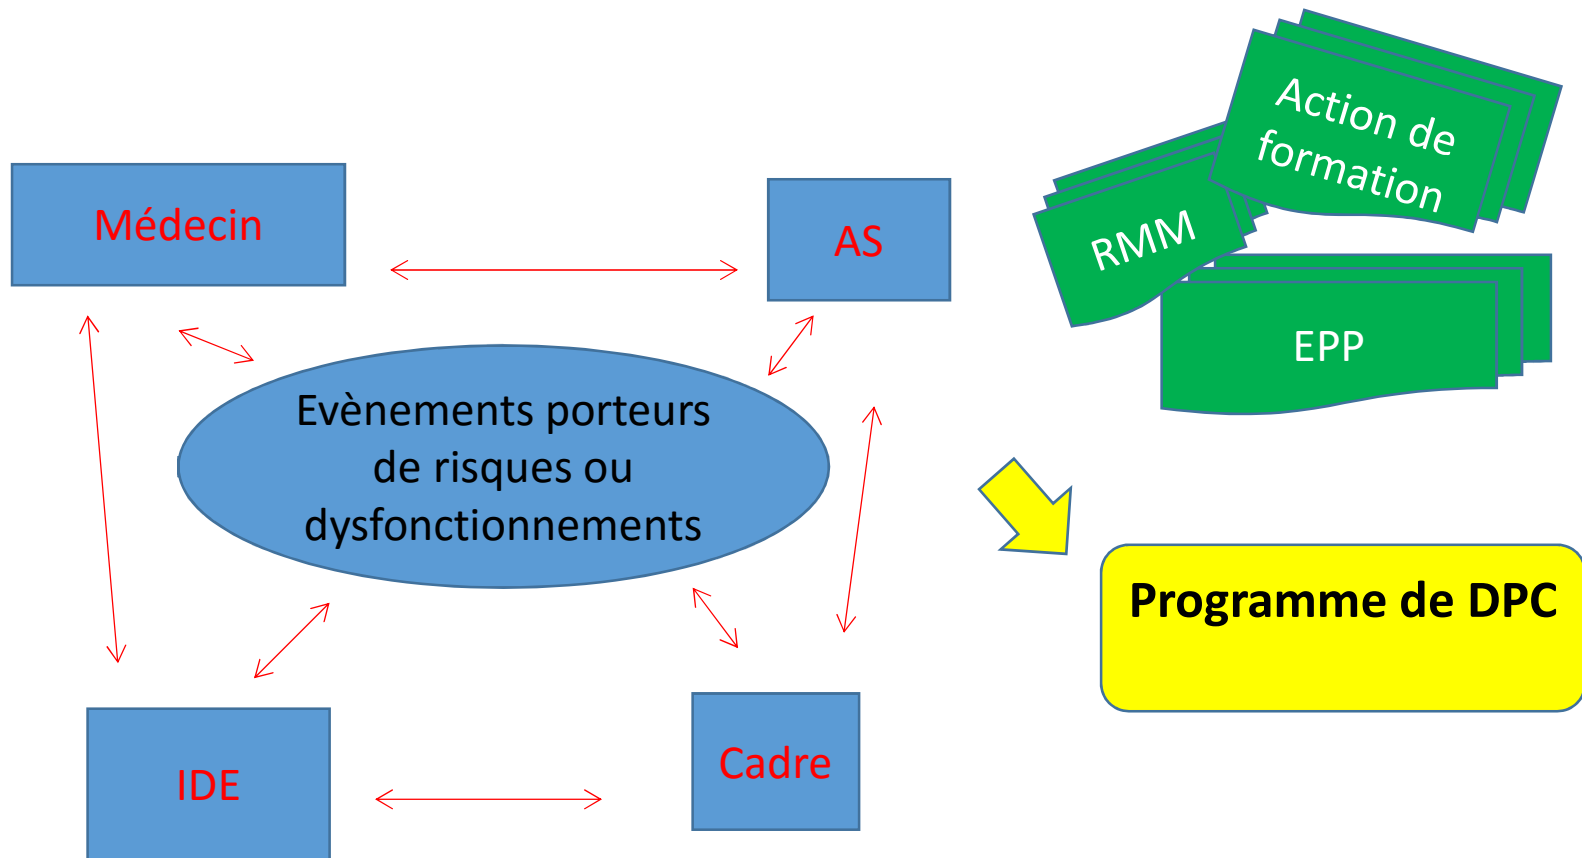 Médecin
AS
Evènements porteurs
de risques ou
dysfonctionnements
IDE
Cadre
Action de
formation
RMM
EPP
Programme de DPC